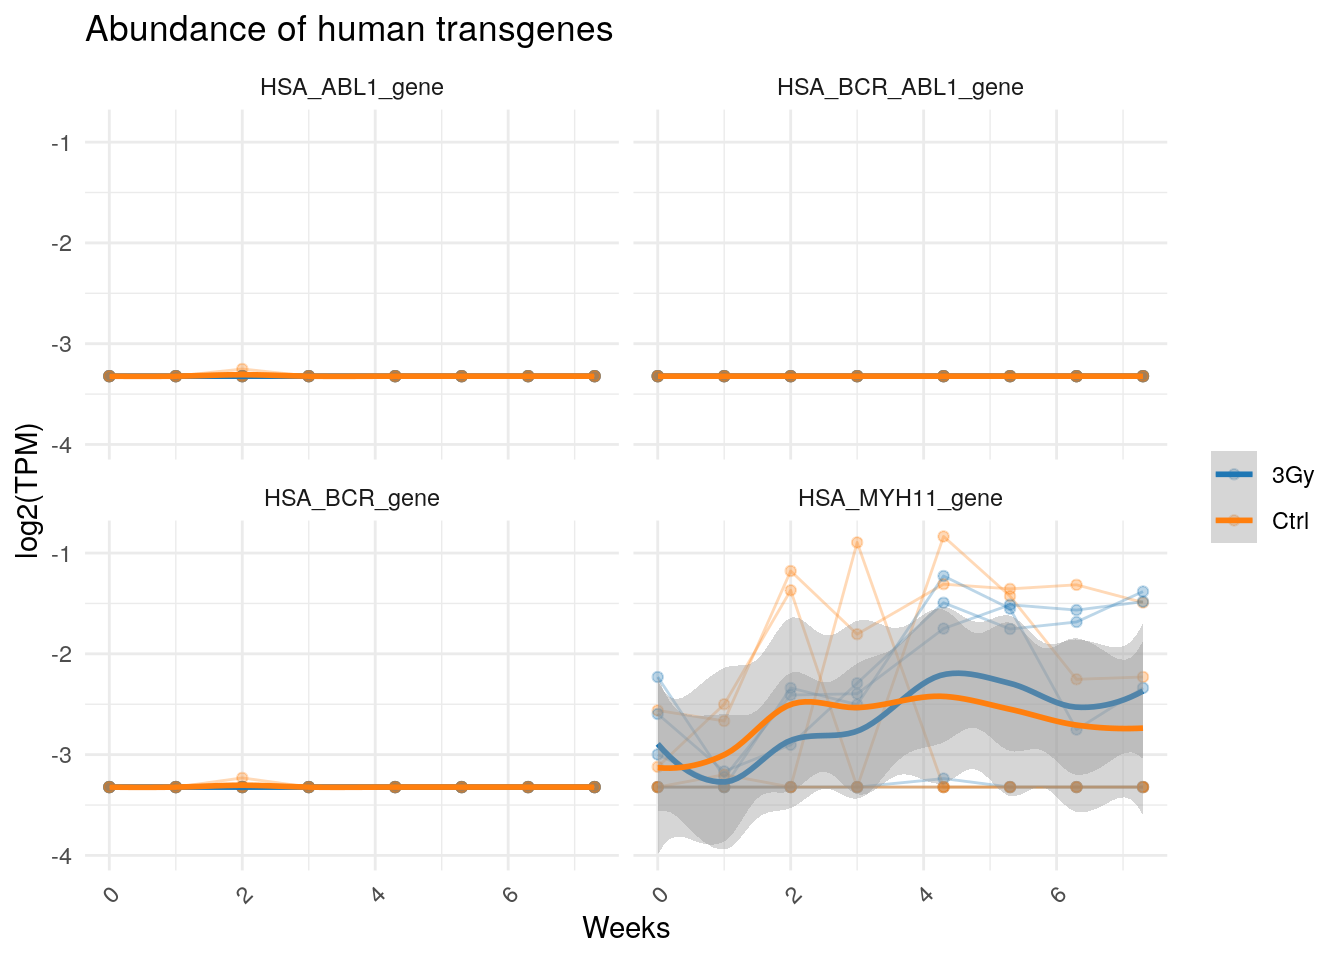 Abundance of human transgenes
HSA_ABL1_gene
HSA_BCR_ABL1_gene
-1
-2
-3
-4
HSA_BCR_gene
HSA_MYH11_gene
-1
-2
-3
-4
0 2 4 6
0 2 4 6
Weeks
log2(TPM)
3Gy
Ctrl